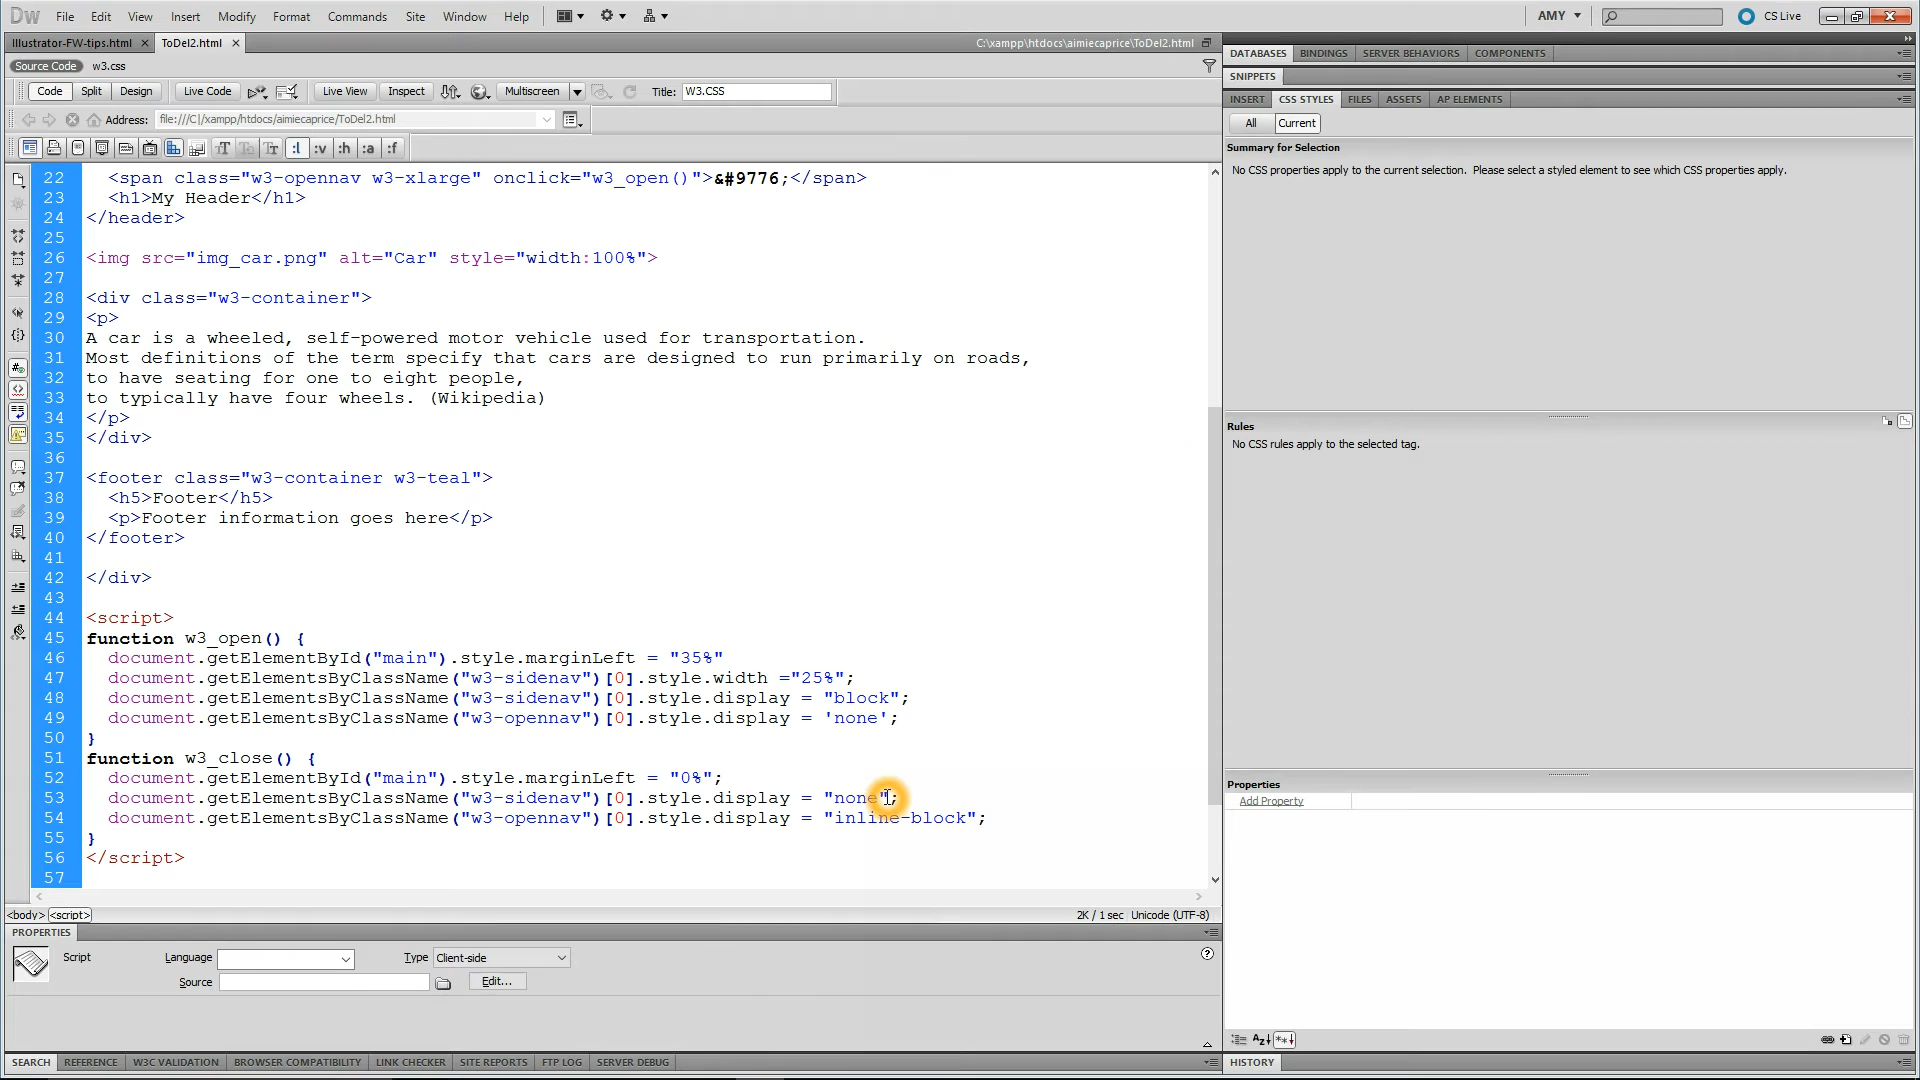 Dw File Edit View Insert Modify Format Commands Site Window Help AMY CS Live
Illustrator-FW-tips.html ToDel2.html C:\xampp\htdocs\aimiecaprice\ToDel2.html
Source Code w3.css
Code Split Design Live Code Live View Inspect Multiscreen Title: W3.CSS
Address: file:///C|/xampp/htdocs/aimiecaprice/ToDel2.html
:l :v :h :a :f
22 <span class="w3-opennav w3-xlarge" onclick="w3_open()">&#9776;</span>
23 <h1>My Header</h1>
24 </header>
25
26 <img src="img_car.png" alt="Car" style="width:100%">
27
28 <div class="w3-container">
29 <p>
30 A car is a wheeled, self-powered motor vehicle used for transportation.
31 Most definitions of the term specify that cars are designed to run primarily on roads,
32 to have seating for one to eight people,
33 to typically have four wheels. (Wikipedia)
34 </p>
35 </div>
36
37 <footer class="w3-container w3-teal">
38 <h5>Footer</h5>
39 <p>Footer information goes here</p>
40 </footer>
41
42 </div>
43
44 <script>
45 function w3_open() {
46 document.getElementById("main").style.marginLeft = "35%"
47 document.getElementsByClassName("w3-sidenav")[0].style.width ="25%";
48 document.getElementsByClassName("w3-sidenav")[0].style.display = "block";
49 document.getElementsByClassName("w3-opennav")[0].style.display = 'none';
50 }
51 function w3_close() {
52 document.getElementById("main").style.marginLeft = "0%";
53 document.getElementsByClassName("w3-sidenav")[0].style.display = "none";
54 document.getElementsByClassName("w3-opennav")[0].style.display = "inline-block";
55 }
56 </script>
57
<body> <script> 2K / 1 sec Unicode (UTF-8)
PROPERTIES
Script Language Type Client-side
Source Edit...
SEARCH REFERENCE W3C VALIDATION BROWSER COMPATIBILITY LINK CHECKER SITE REPORTS FTP LOG SERVER DEBUG
DATABASES BINDINGS SERVER BEHAVIORS COMPONENTS
SNIPPETS
INSERT CSS STYLES FILES ASSETS AP ELEMENTS
All Current
Summary for Selection
No CSS properties apply to the current selection. Please select a styled element to see which CSS properties apply.
Rules
No CSS rules apply to the selected tag.
Properties
Add Property
HISTORY